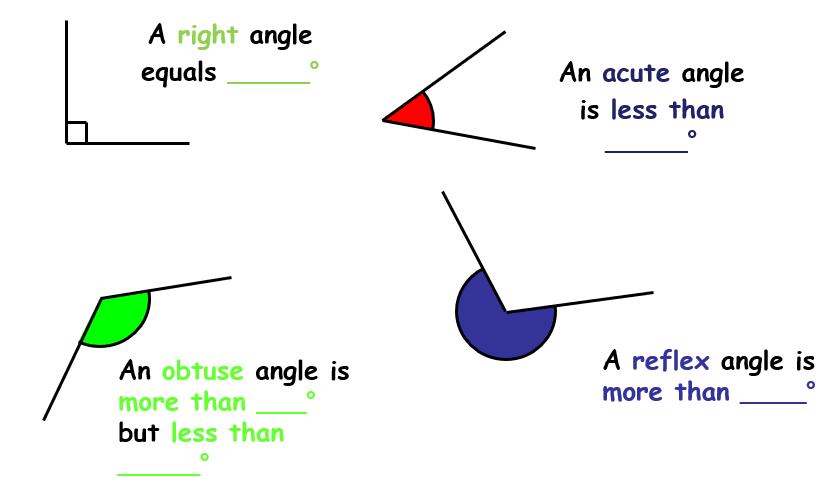 A right angle
equals ______°
An acute angle
is less than
______°
An obtuse angle is
more than ____°
but less than
______°
A reflex angle is
more than _____°